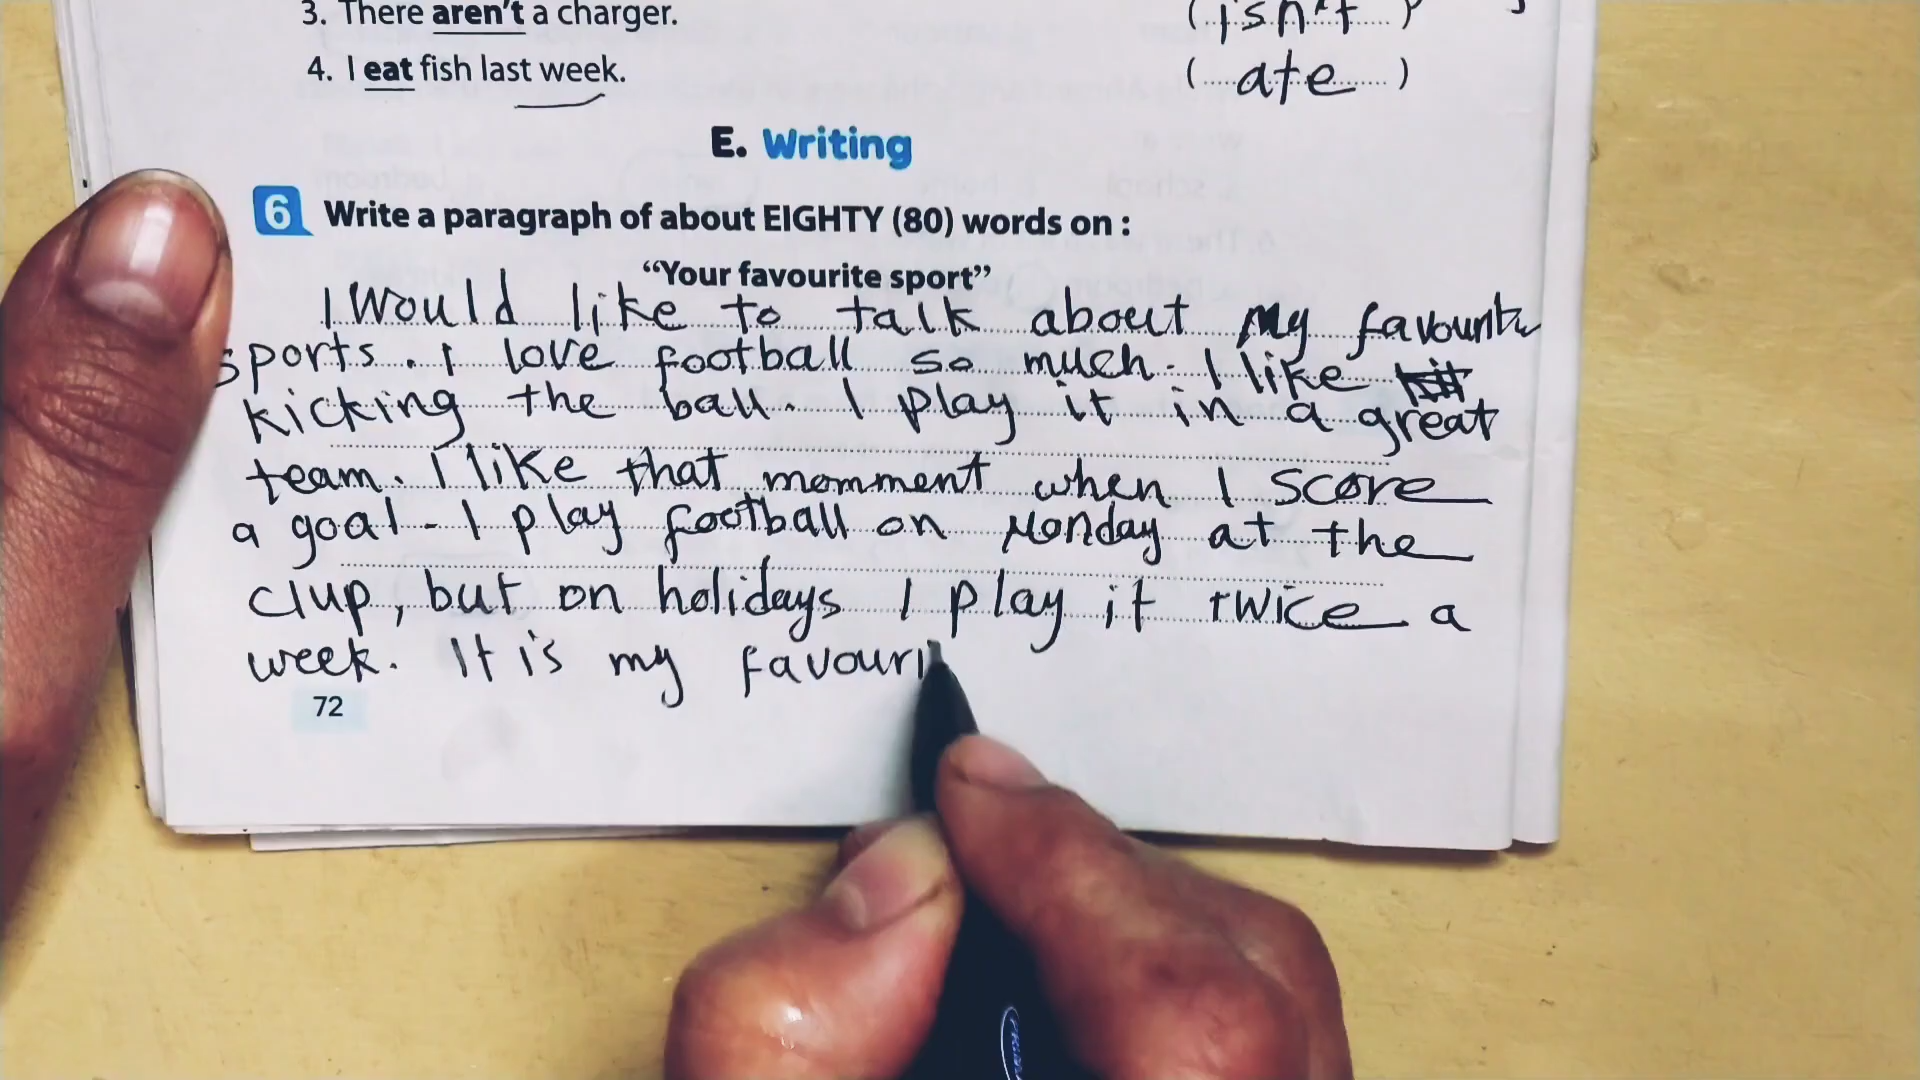 3. There aren't a charger. (isn't)
4. I eat fish last week. (ate)
E. Writing
6 Write a paragraph of about EIGHTY (80) words on :
"Your favourite sport"
I Would like to talk about my favourite
sports. I love football so much. I like
kicking the ball. I play it in a great
team. I like that momment when I score
a goal. I play football on Monday at the
clup, but on holidays I play it twice a
week. It is my favouri
72